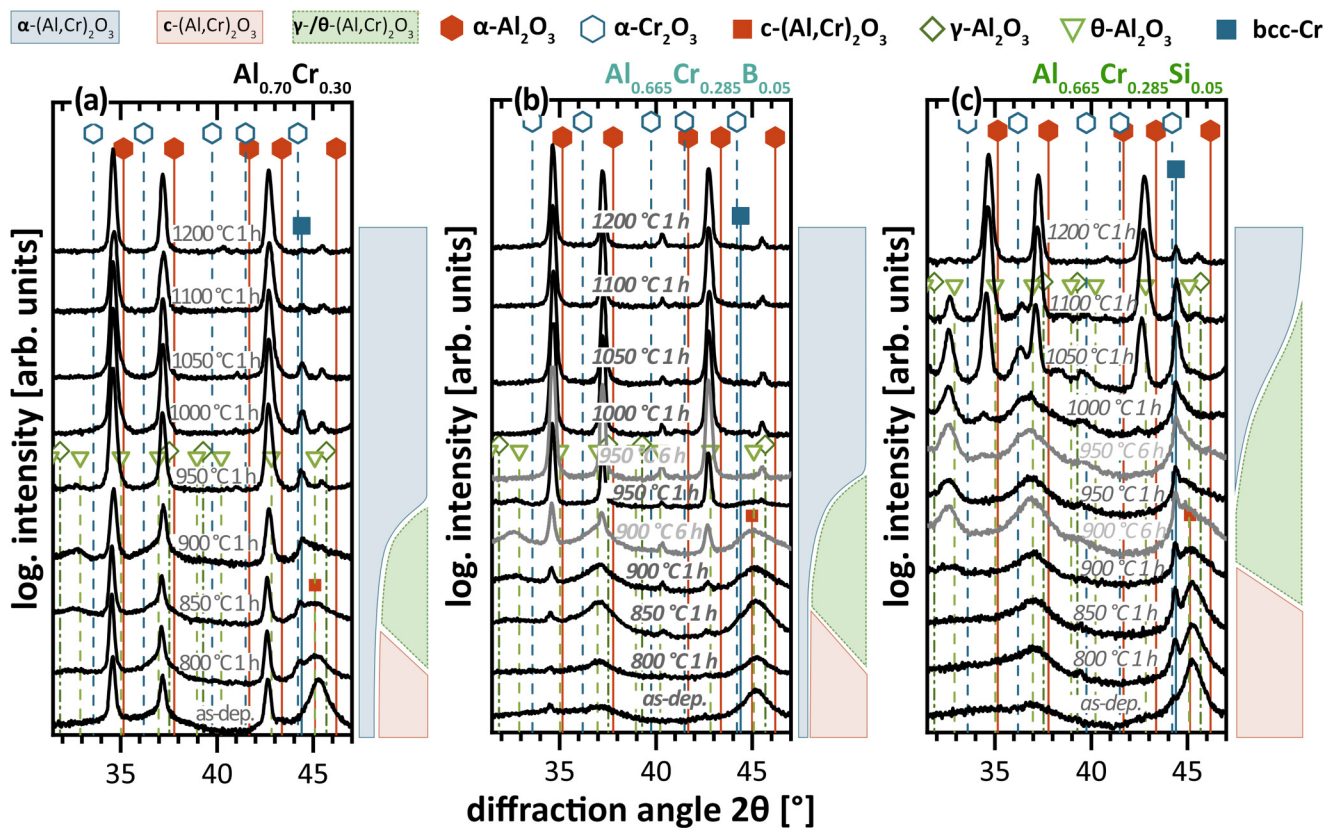 α-(Al,Cr)₂O₃ c-(Al,Cr)₂O₃ γ-/θ-(Al,Cr)₂O₃ α-Al₂O₃ α-Cr₂O₃ c-(Al,Cr)₂O₃ γ-Al₂O₃ θ-Al₂O₃ bcc-Cr
Al₀.₇₀Cr₀.₃₀
(a)
log. intensity [arb. units]
1200 °C 1 h
1100 °C 1 h
1050 °C 1 h
1000 °C 1 h
950 °C 1 h
900 °C 1 h
850 °C 1 h
800 °C 1 h
as-dep.
35 40 45
Al₀.₆₆₅Cr₀.₂₈₅B₀.₀₅
(b)
log. intensity [arb. units]
1200 °C 1 h
1100 °C 1 h
1050 °C 1 h
1000 °C 1 h
950 °C 6 h
950 °C 1 h
900 °C 6 h
900 °C 1 h
850 °C 1 h
800 °C 1 h
as-dep.
35 40 45
Al₀.₆₆₅Cr₀.₂₈₅Si₀.₀₅
(c)
log. intensity [arb. units]
1200 °C 1 h
1100 °C 1 h
1050 °C 1 h
1000 °C 1 h
950 °C 6 h
950 °C 1 h
900 °C 6 h
900 °C 1 h
850 °C 1 h
800 °C 1 h
as-dep.
35 40 45
diffraction angle 2θ [°]